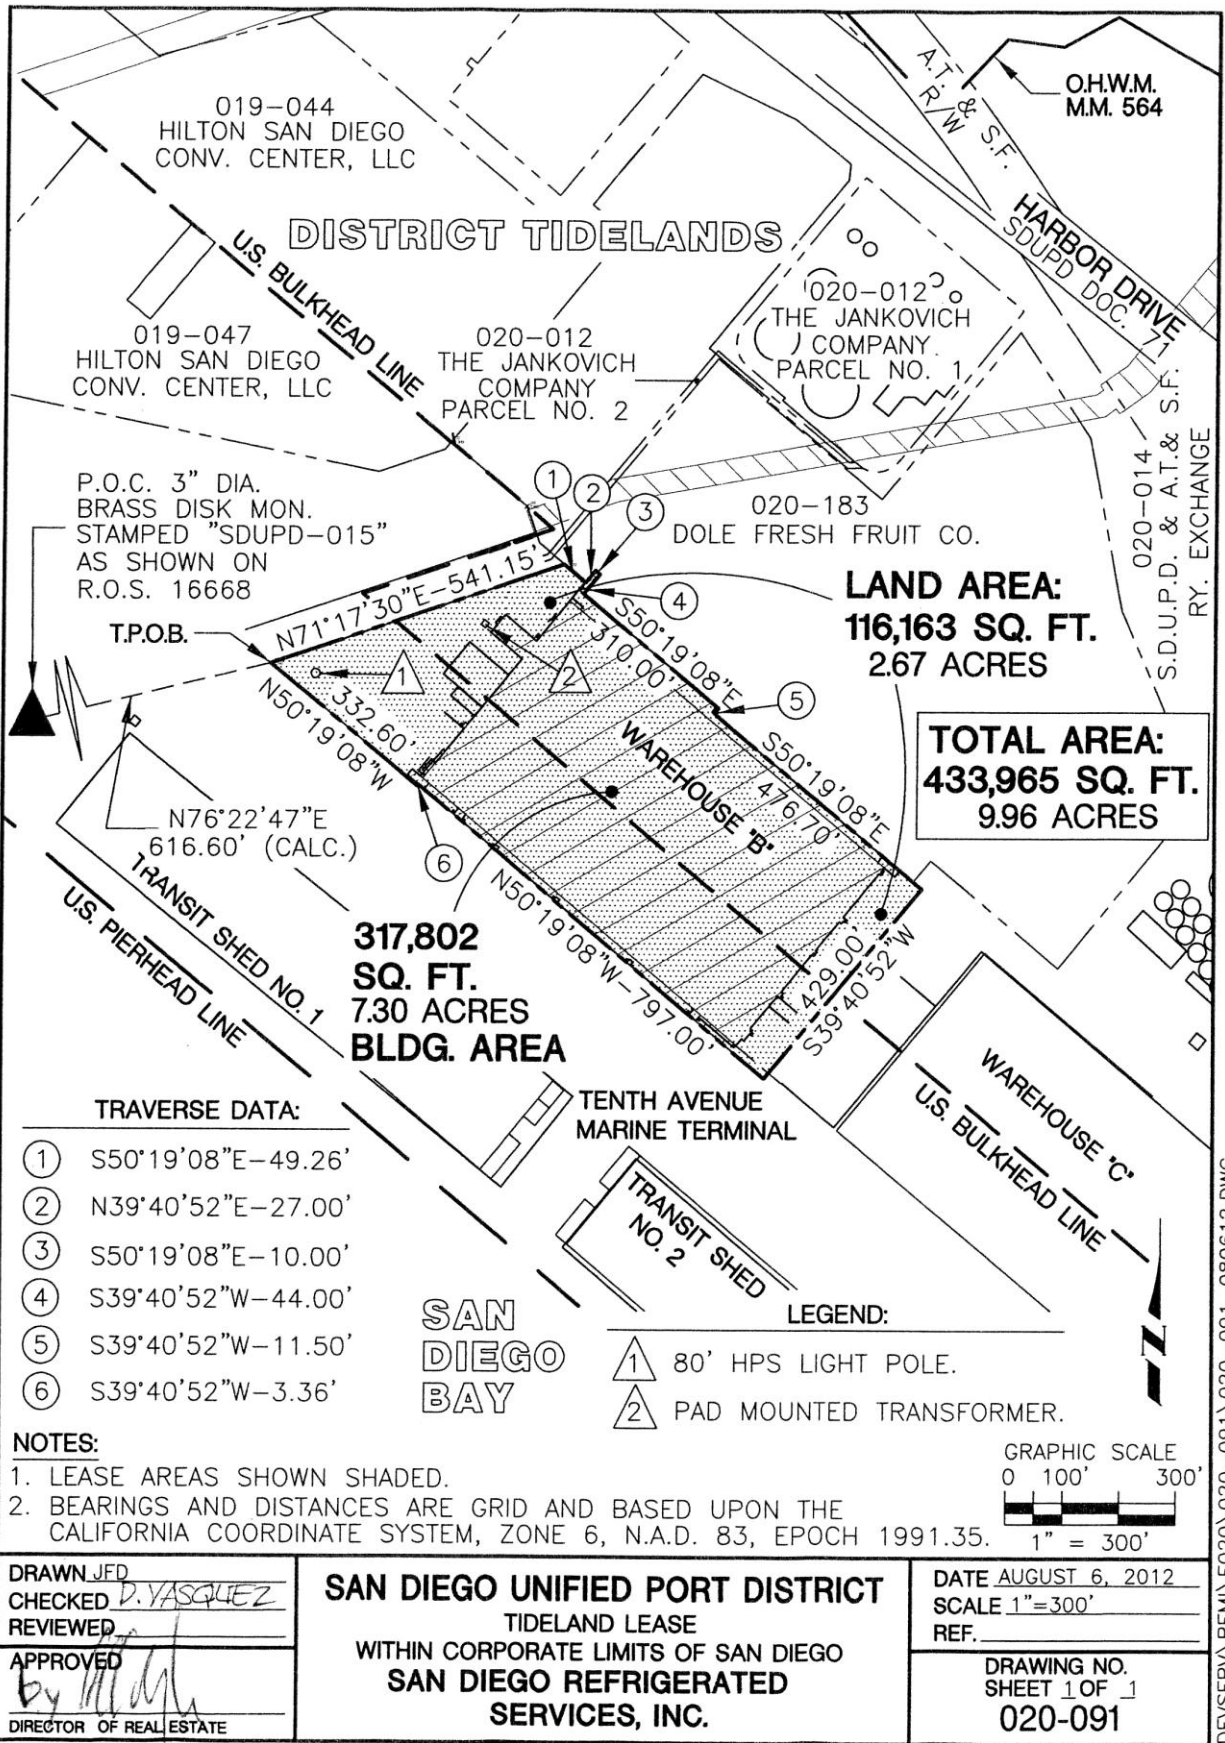 019-044
HILTON SAN DIEGO
CONV. CENTER, LLC
A.T. & S.F.
R/W
O.H.W.M.
M.M. 564
DISTRICT TIDELANDS
HARBOR DRIVE
SDUPD DOC. 71
U.S. BULKHEAD LINE
019-047
HILTON SAN DIEGO
CONV. CENTER, LLC
020-012
THE JANKOVICH
COMPANY
PARCEL NO. 2
020-012
THE JANKOVICH
COMPANY
PARCEL NO. 1
020-014
S.D.U.P.D. & A.T.& S.F.
RY. EXCHANGE
P.O.C. 3" DIA.
BRASS DISK MON.
STAMPED "SDUPD-015"
AS SHOWN ON
R.O.S. 16668
1
2
3
020-183
DOLE FRESH FRUIT CO.
T.P.O.B.
N71°17'30"E-541.15'
4
LAND AREA:
116,163 SQ. FT.
2.67 ACRES
1
2
S50°19'08"E
310.00'
5
332.60'
N50°19'08"W
WAREHOUSE "B"
S50°19'08"E
476.70'
TOTAL AREA:
433,965 SQ. FT.
9.96 ACRES
N76°22'47"E
616.60' (CALC.)
6
TRANSIT SHED NO. 1
U.S. PIERHEAD LINE
N50°19'08"W-797.00'
429.00'
S39°40'52"W
317,802
SQ. FT.
7.30 ACRES
BLDG. AREA
WAREHOUSE "C"
U.S. BULKHEAD LINE
TENTH AVENUE
MARINE TERMINAL
TRANSIT SHED
NO. 2
TRAVERSE DATA:
1 S50°19'08"E-49.26'
2 N39°40'52"E-27.00'
3 S50°19'08"E-10.00'
4 S39°40'52"W-44.00'
5 S39°40'52"W-11.50'
6 S39°40'52"W-3.36'
SAN
DIEGO
BAY
LEGEND:
1 80' HPS LIGHT POLE.
2 PAD MOUNTED TRANSFORMER.
N
NOTES:
1. LEASE AREAS SHOWN SHADED.
2. BEARINGS AND DISTANCES ARE GRID AND BASED UPON THE
CALIFORNIA COORDINATE SYSTEM, ZONE 6, N.A.D. 83, EPOCH 1991.35.
GRAPHIC SCALE
0 100' 300'
1" = 300'
DRAWN JFD
CHECKED D. VASQUEZ
REVIEWED
APPROVED
by
DIRECTOR OF REAL ESTATE
SAN DIEGO UNIFIED PORT DISTRICT
TIDELAND LEASE
WITHIN CORPORATE LIMITS OF SAN DIEGO
SAN DIEGO REFRIGERATED
SERVICES, INC.
DATE AUGUST 6, 2012
SCALE 1"=300'
REF.
DRAWING NO.
SHEET 1 OF 1
020-091